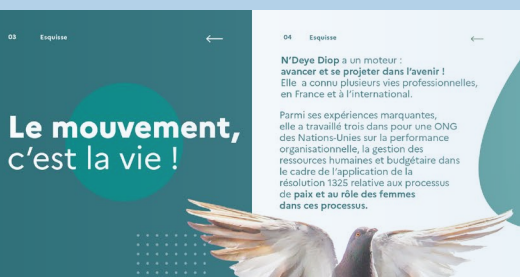 03 Esquisse
Le mouvement,
c'est la vie !
04 Esquisse
N'Deye Diop a un moteur :
avancer et se projeter dans l'avenir !
Elle a connu plusieurs vies professionnelles,
en France et à l'international.
Parmi ses expériences marquantes,
elle a travaillé trois dans pour une ONG
des Nations-Unies sur la performance
organisationnelle, la gestion des
ressources humaines et budgétaire dans
le cadre de l'application de la
résolution 1325 relative aux processus
de paix et au rôle des femmes
dans ces processus.